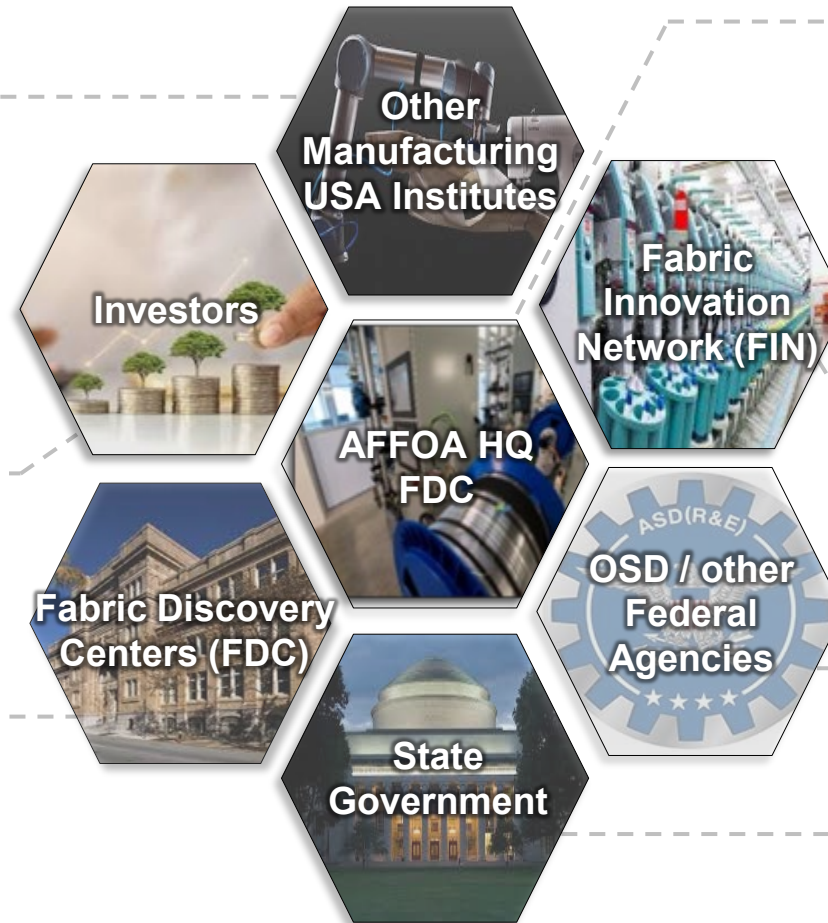 Other
Manufacturing
USA Institutes
Investors
Fabric
Innovation
Network (FIN)
AFFOA HQ
FDC
Fabric Discovery
Centers (FDC)
ASD(R&E)
OSD / other
Federal
Agencies
State
Government